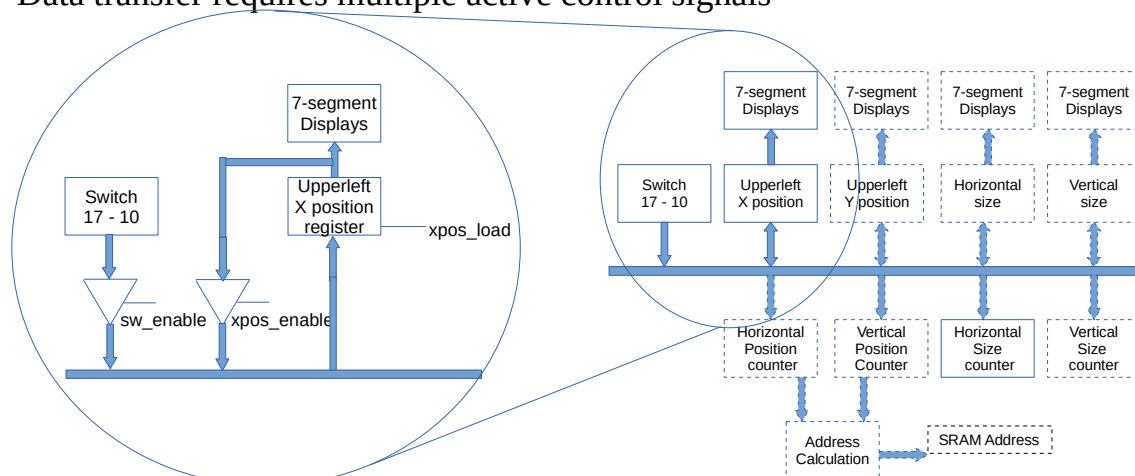 Data transfer requires multiple active control signals
7-segment
Displays
Switch
17 - 10
Upperleft
X position
register
xpos_load
sw_enable
xpos_enable
7-segment
Displays
7-segment
Displays
7-segment
Displays
7-segment
Displays
Switch
17 - 10
Upperleft
X position
Upperleft
Y position
Horizontal
size
Vertical
size
Horizontal
Position
counter
Vertical
Position
Counter
Horizontal
Size
counter
Vertical
Size
counter
Address
Calculation
SRAM Address